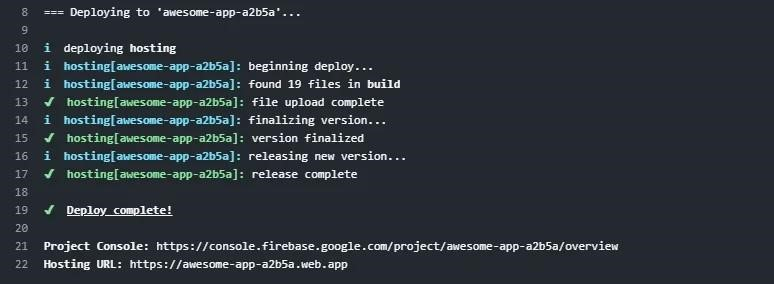 8 === Deploying to 'awesome-app-a2b5a'...
9
10 i deploying hosting
11 i hosting[awesome-app-a2b5a]: beginning deploy...
12 i hosting[awesome-app-a2b5a]: found 19 files in build
13 ✔ hosting[awesome-app-a2b5a]: file upload complete
14 i hosting[awesome-app-a2b5a]: finalizing version...
15 ✔ hosting[awesome-app-a2b5a]: version finalized
16 i hosting[awesome-app-a2b5a]: releasing new version...
17 ✔ hosting[awesome-app-a2b5a]: release complete
18
19 ✔ Deploy complete!
20
21 Project Console: https://console.firebase.google.com/project/awesome-app-a2b5a/overview
22 Hosting URL: https://awesome-app-a2b5a.web.app